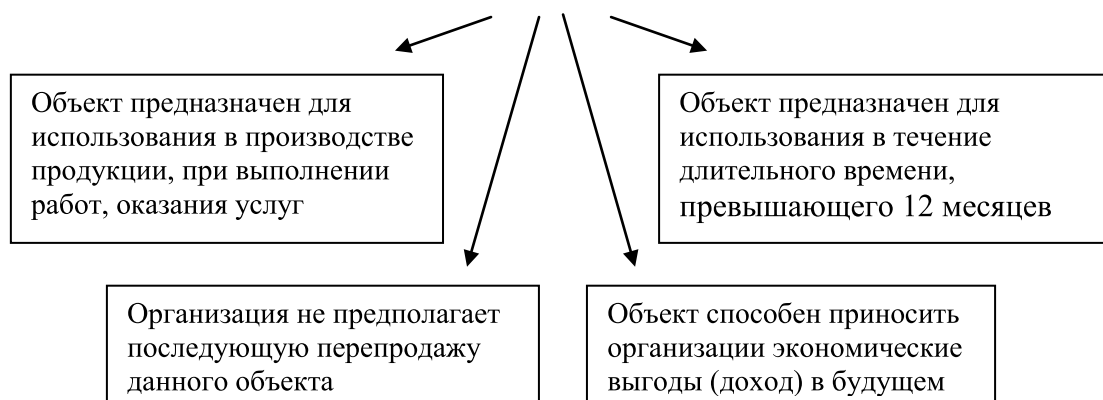 Объект предназначен для
использования в производстве
продукции, при выполнении
работ, оказания услуг
Объект предназначен для
использования в течение
длительного времени,
превышающего 12 месяцев
Организация не предполагает
последующую перепродажу
данного объекта
Объект способен приносить
организации экономические
выгоды (доход) в будущем